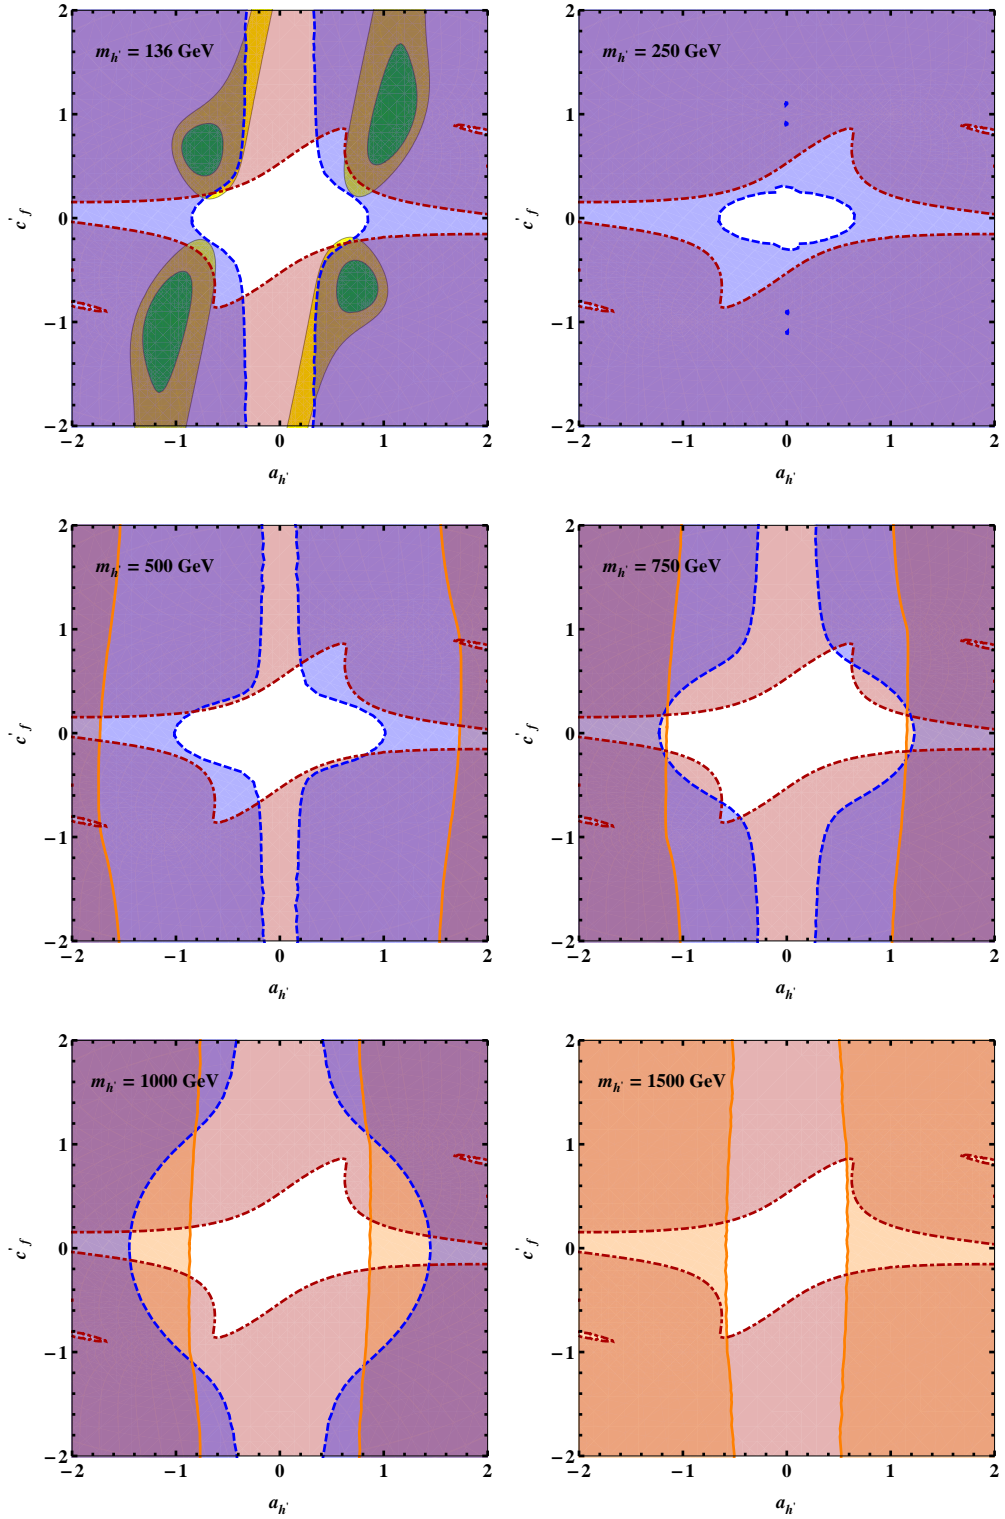 m_h' = 136 GeV
2
1
0
−1
−2
c'_f
−2 −1 0 1 2
a_h'
m_h' = 250 GeV
2
1
0
−1
−2
c'_f
−2 −1 0 1 2
a_h'
m_h' = 500 GeV
2
1
0
−1
−2
c'_f
−2 −1 0 1 2
a_h'
m_h' = 750 GeV
2
1
0
−1
−2
c'_f
−2 −1 0 1 2
a_h'
m_h' = 1000 GeV
2
1
0
−1
−2
c'_f
−2 −1 0 1 2
a_h'
m_h' = 1500 GeV
2
1
0
−1
−2
c'_f
−2 −1 0 1 2
a_h'